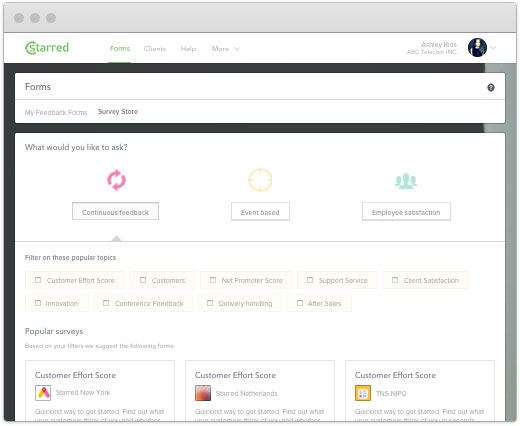 Starred
Forms Clients Help More
Ashley Rios
ABC Telecom INC.
Forms
?
My Feedback Forms Survey Store
What would you like to ask?
Continuous feedback Event based Employee satisfaction
Filter on these popular topics
Customer Effort Score Customers Net Promoter Score Support Service Client Satisfaction
Innovation Conference Feedback Delivery handling After Sales
Popular surveys
Based on your filters we suggest the following forms
Customer Effort Score Customer Effort Score Customer Effort Score
Starred New York Starred Netherlands TNS NIPO
Quickest way to get started. Find out what Quickest way to get started. Find out what Quickest way to get started. Find out what